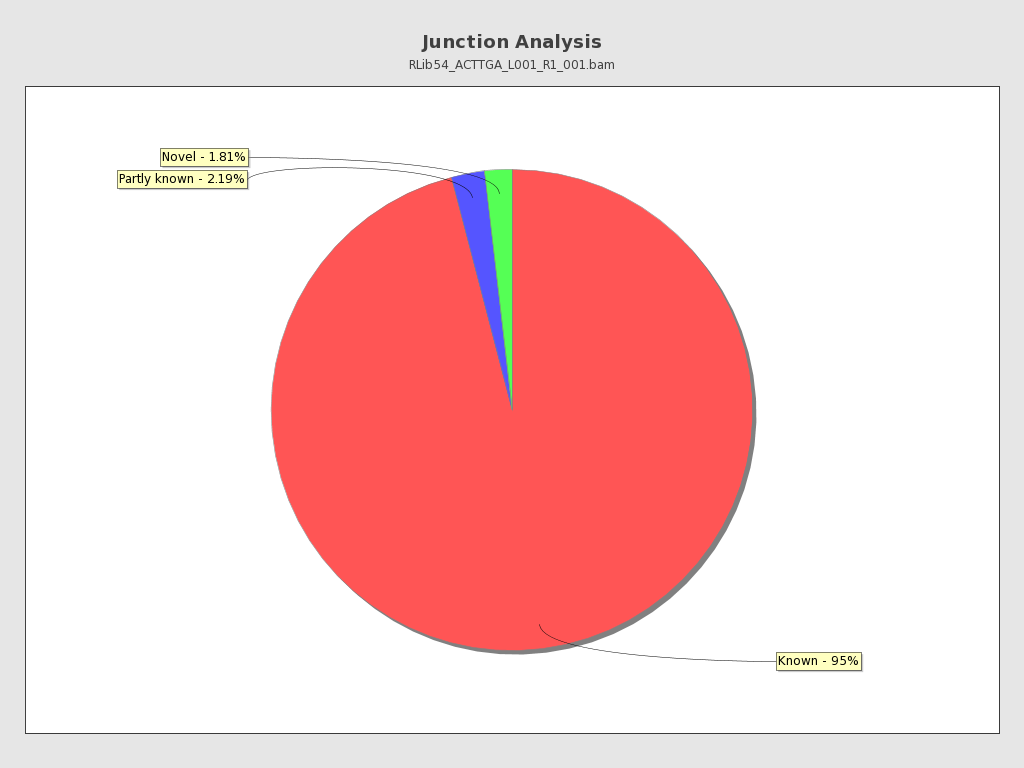 Junction Analysis
RLib54_ACTTGA_L001_R1_001.bam
Novel - 1.81%
Partly known - 2.19%
Known - 95%